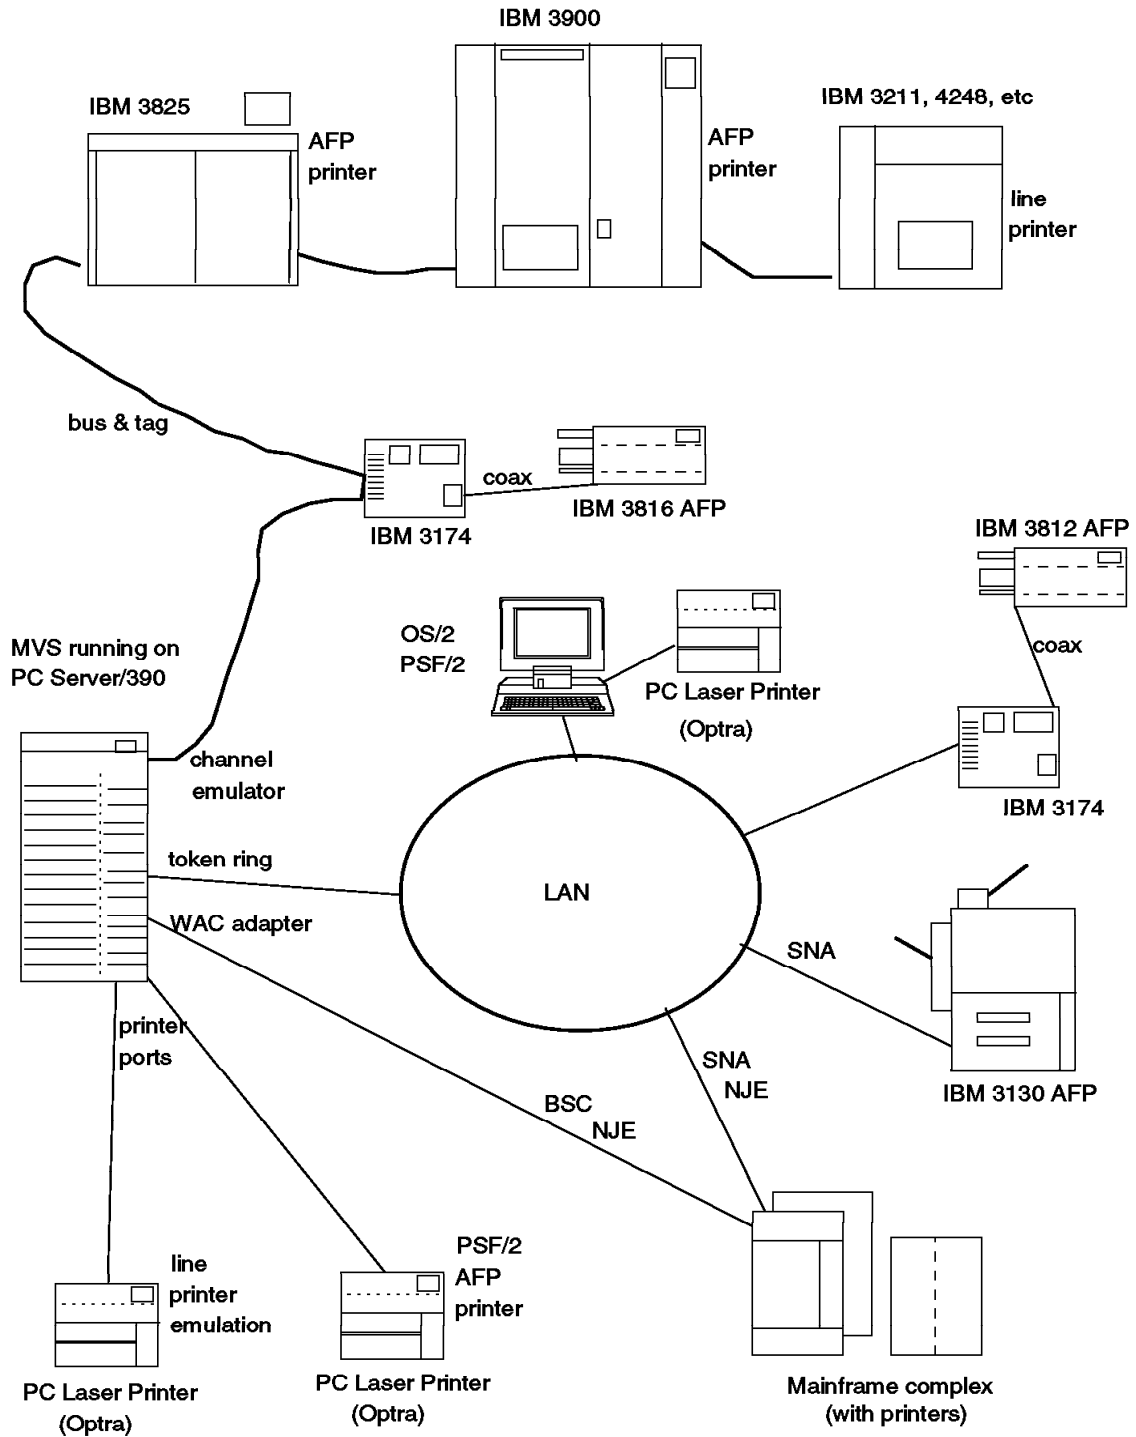 IBM 3900
IBM 3825
IBM 3211, 4248, etc
AFP
printer
AFP
printer
line
printer
bus & tag
coax
IBM 3816 AFP
IBM 3174
IBM 3812 AFP
coax
IBM 3174
OS/2
PSF/2
PC Laser Printer
(Optra)
MVS running on
PC Server/390
channel
emulator
token ring
LAN
WAC adapter
SNA
printer
ports
SNA
NJE
IBM 3130 AFP
BSC
NJE
line
printer
emulation
PSF/2
AFP
printer
PC Laser Printer
(Optra)
PC Laser Printer
(Optra)
Mainframe complex
(with printers)